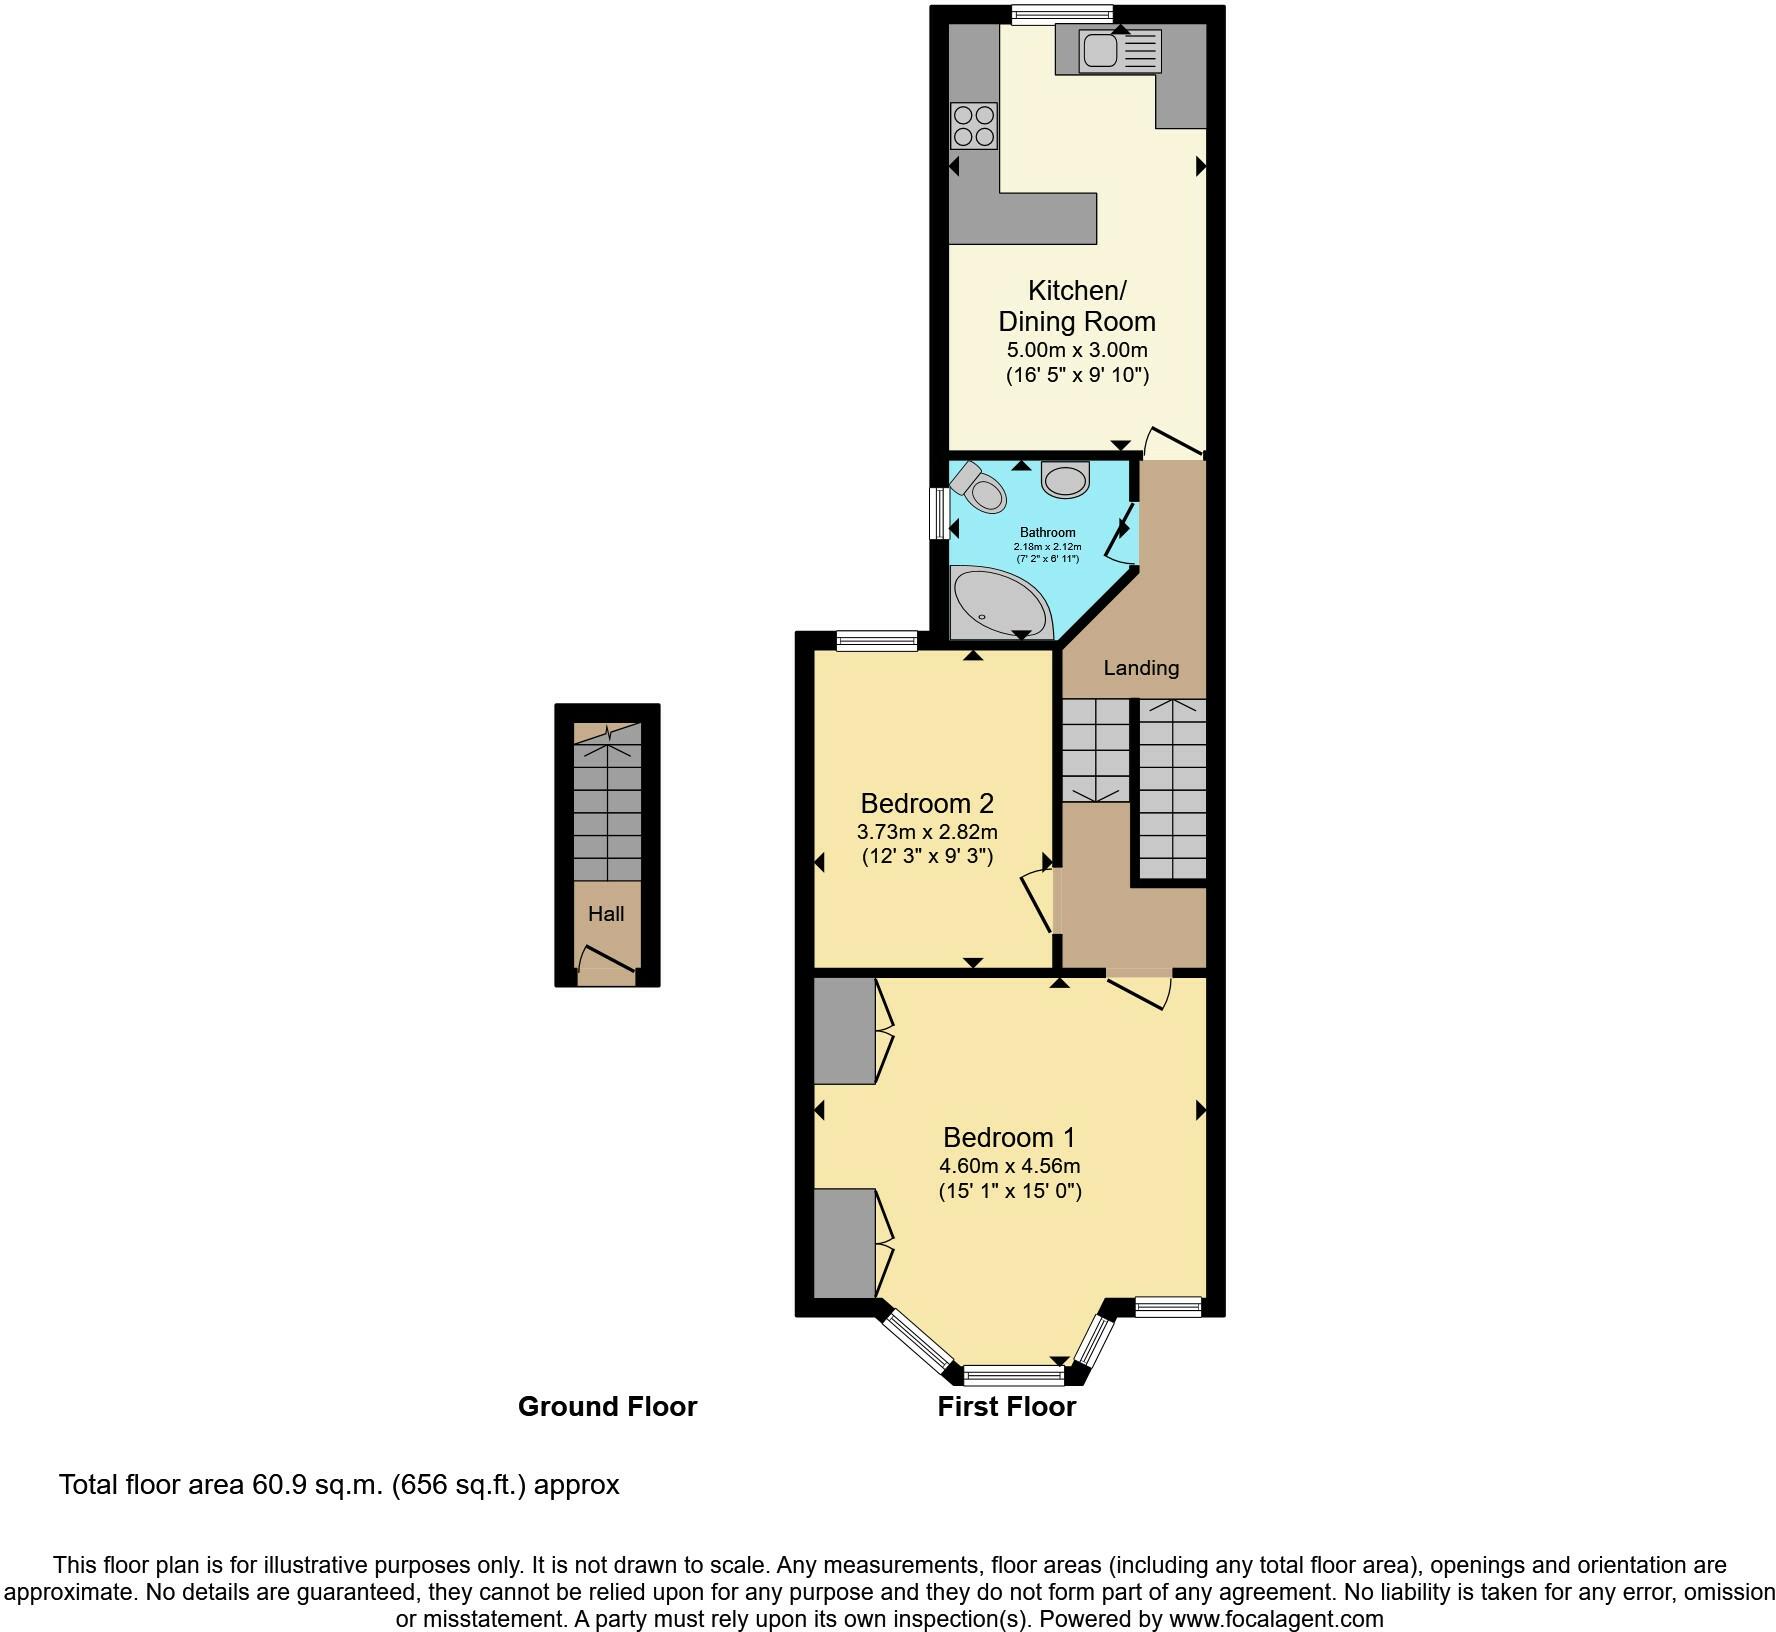 Kitchen/
Dining Room
5.00m x 3.00m
(16' 5" x 9' 10")
Bathroom
2.18m x 2.12m
(7' 2" x 6' 11")
Landing
Bedroom 2
3.73m x 2.82m
(12' 3" x 9' 3")
Hall
Bedroom 1
4.60m x 4.56m
(15' 1" x 15' 0")
Ground Floor
First Floor
Total floor area 60.9 sq.m. (656 sq.ft.) approx
This floor plan is for illustrative purposes only. It is not drawn to scale. Any measurements, floor areas (including any total floor area), openings and orientation are
approximate. No details are guaranteed, they cannot be relied upon for any purpose and they do not form part of any agreement. No liability is taken for any error, omission
or misstatement. A party must rely upon its own inspection(s). Powered by www.focalagent.com